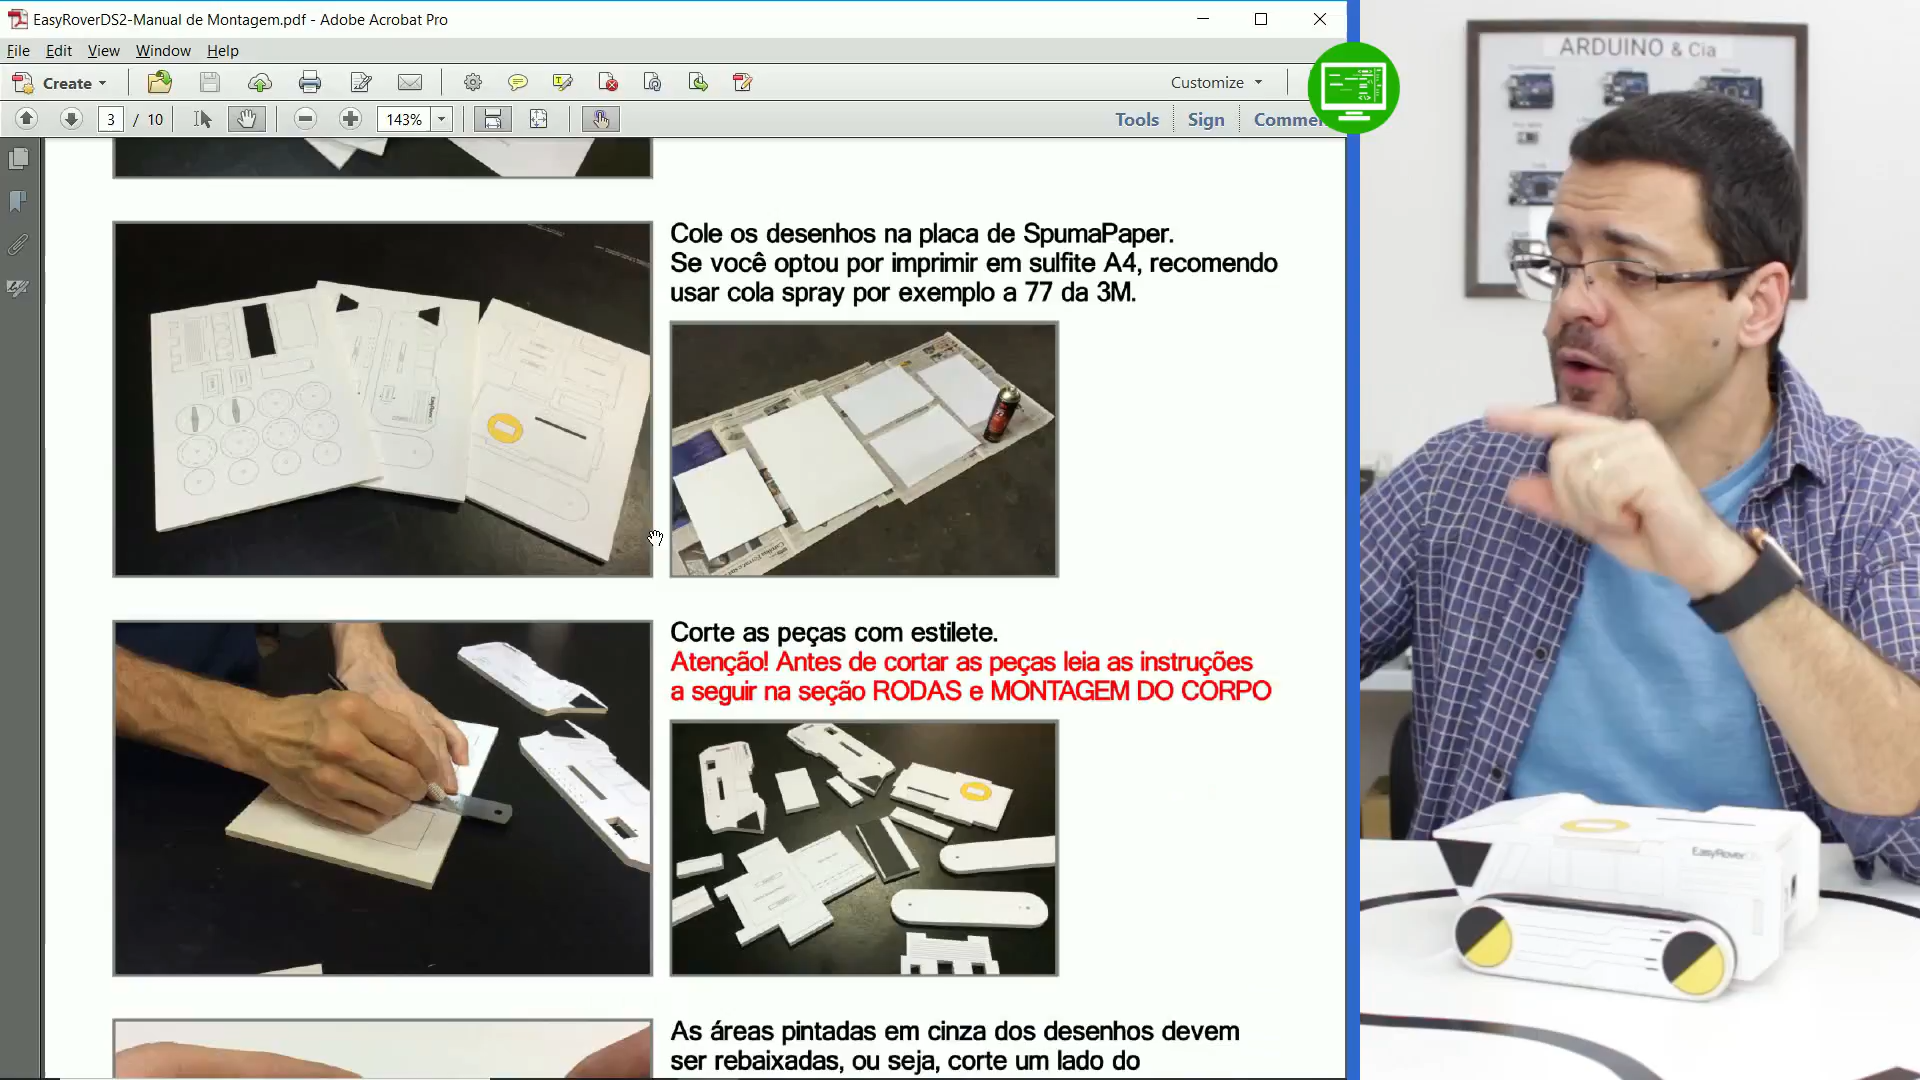 EasyRoverDS2-Manual de Montagem.pdf - Adobe Acrobat Pro
File Edit View Window Help
Create
Customize
3 / 10
143%
Tools Sign Commen
ARDUINO & Cia
Cole os desenhos na placa de SpumaPaper.
Se você optou por imprimir em sulfite A4, recomendo
usar cola spray por exemplo a 77 da 3M.
Corte as peças com estilete.
Atenção! Antes de cortar as peças leia as instruções
a seguir na seção RODAS e MONTAGEM DO CORPO
EasyRover
As áreas pintadas em cinza dos desenhos devem
ser rebaixadas, ou seja, corte um lado do